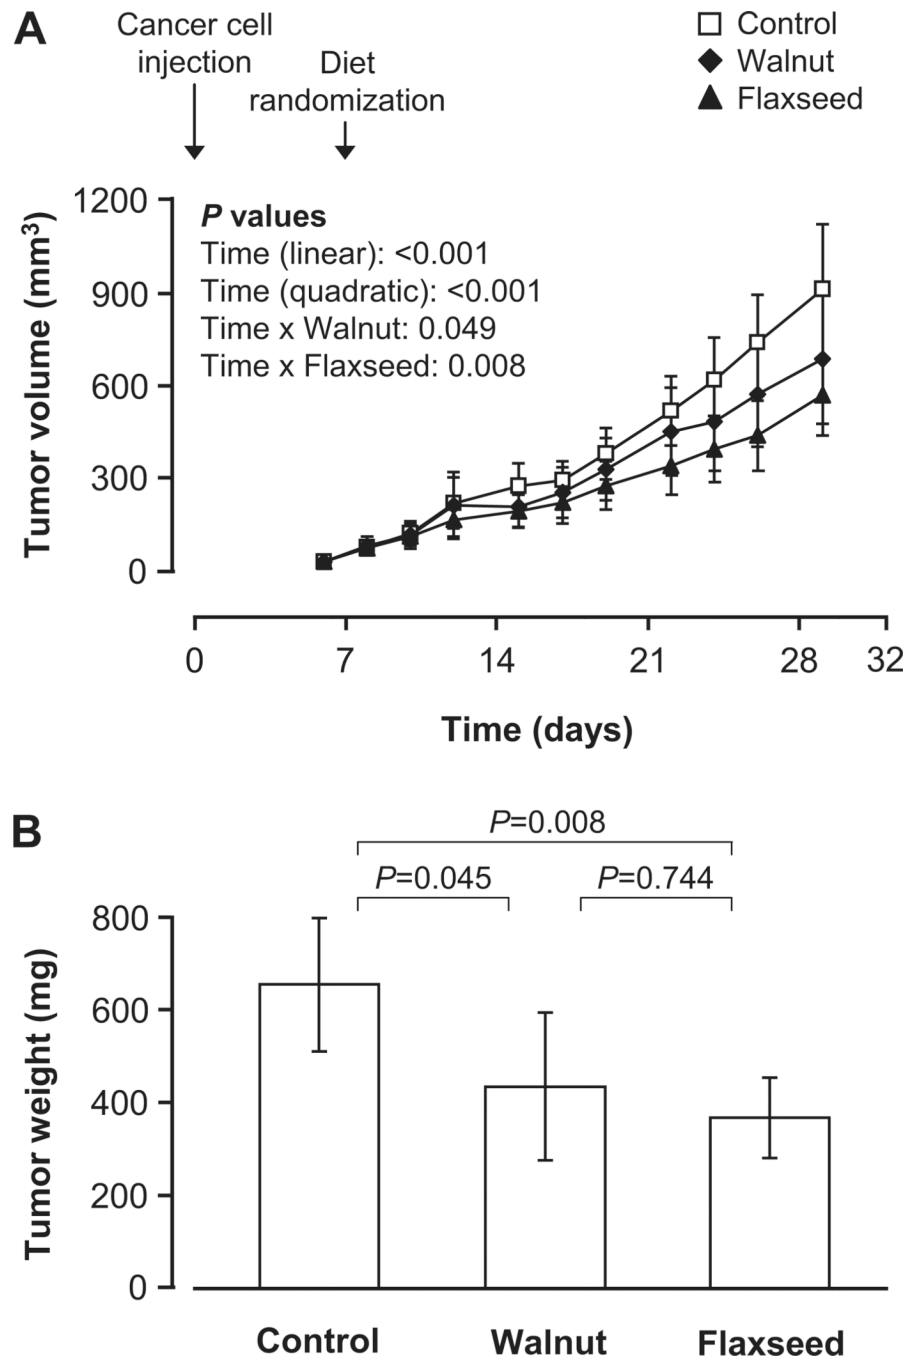 A
Cancer cell
injection
Diet
randomization
Control
Walnut
Flaxseed
Tumor volume (mm³)
1200
900
600
300
0
P values
Time (linear): <0.001
Time (quadratic): <0.001
Time x Walnut: 0.049
Time x Flaxseed: 0.008
0 7 14 21 28 32
Time (days)
B
P=0.008
P=0.045 P=0.744
Tumor weight (mg)
800
600
400
200
0
Control Walnut Flaxseed